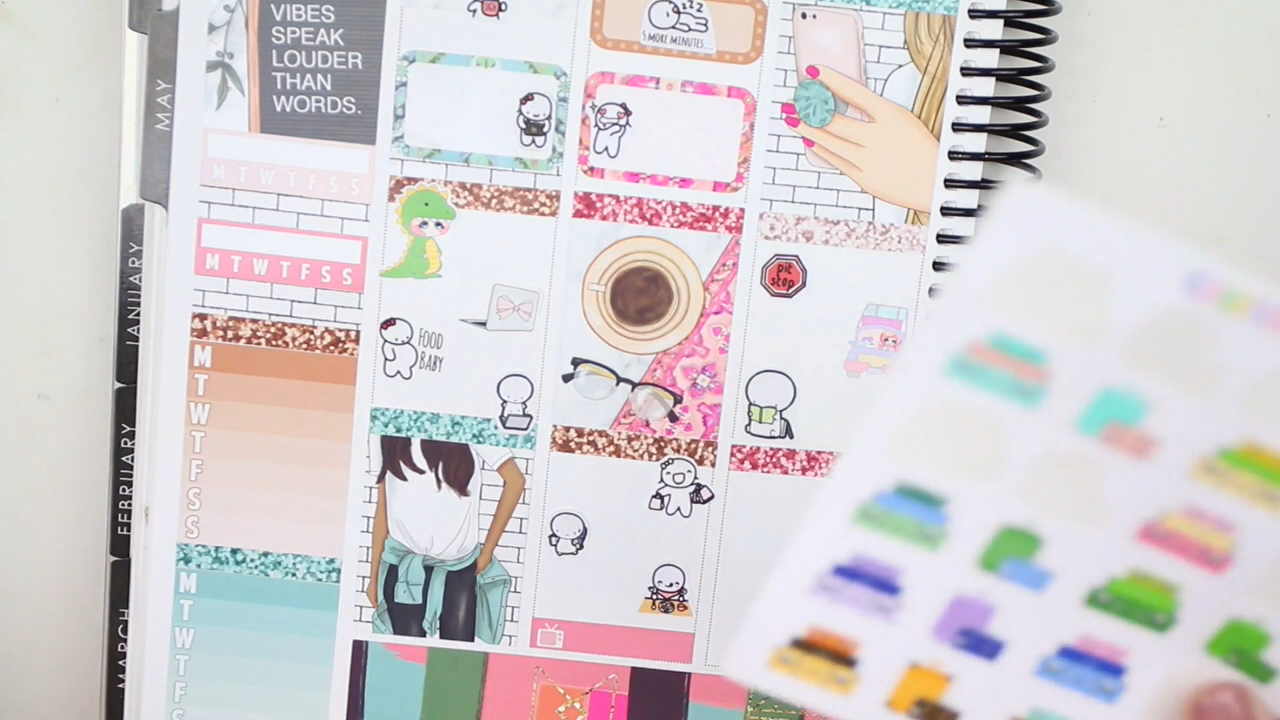 VIBES
SPEAK
LOUDER
THAN
WORDS.
M T W T F S S
M T W T F S S
M
T
W
T
F
S
S
M
T
W
T
F
S
MAY
JANUARY
FEBRUARY
MARCH
ZZZ
5 MORE MINUTES...
FOOD
BABY
pit
stop